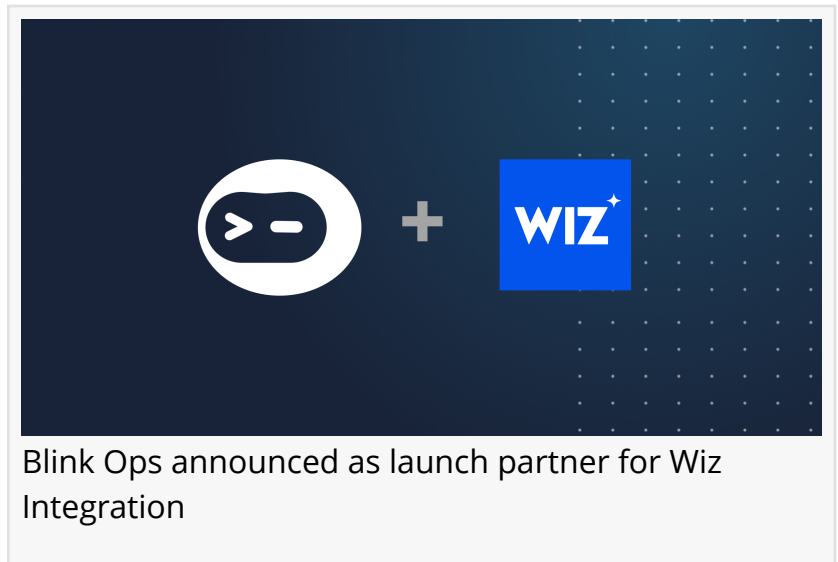 >-
+
WIZ
Blink Ops announced as launch partner for Wiz
Integration